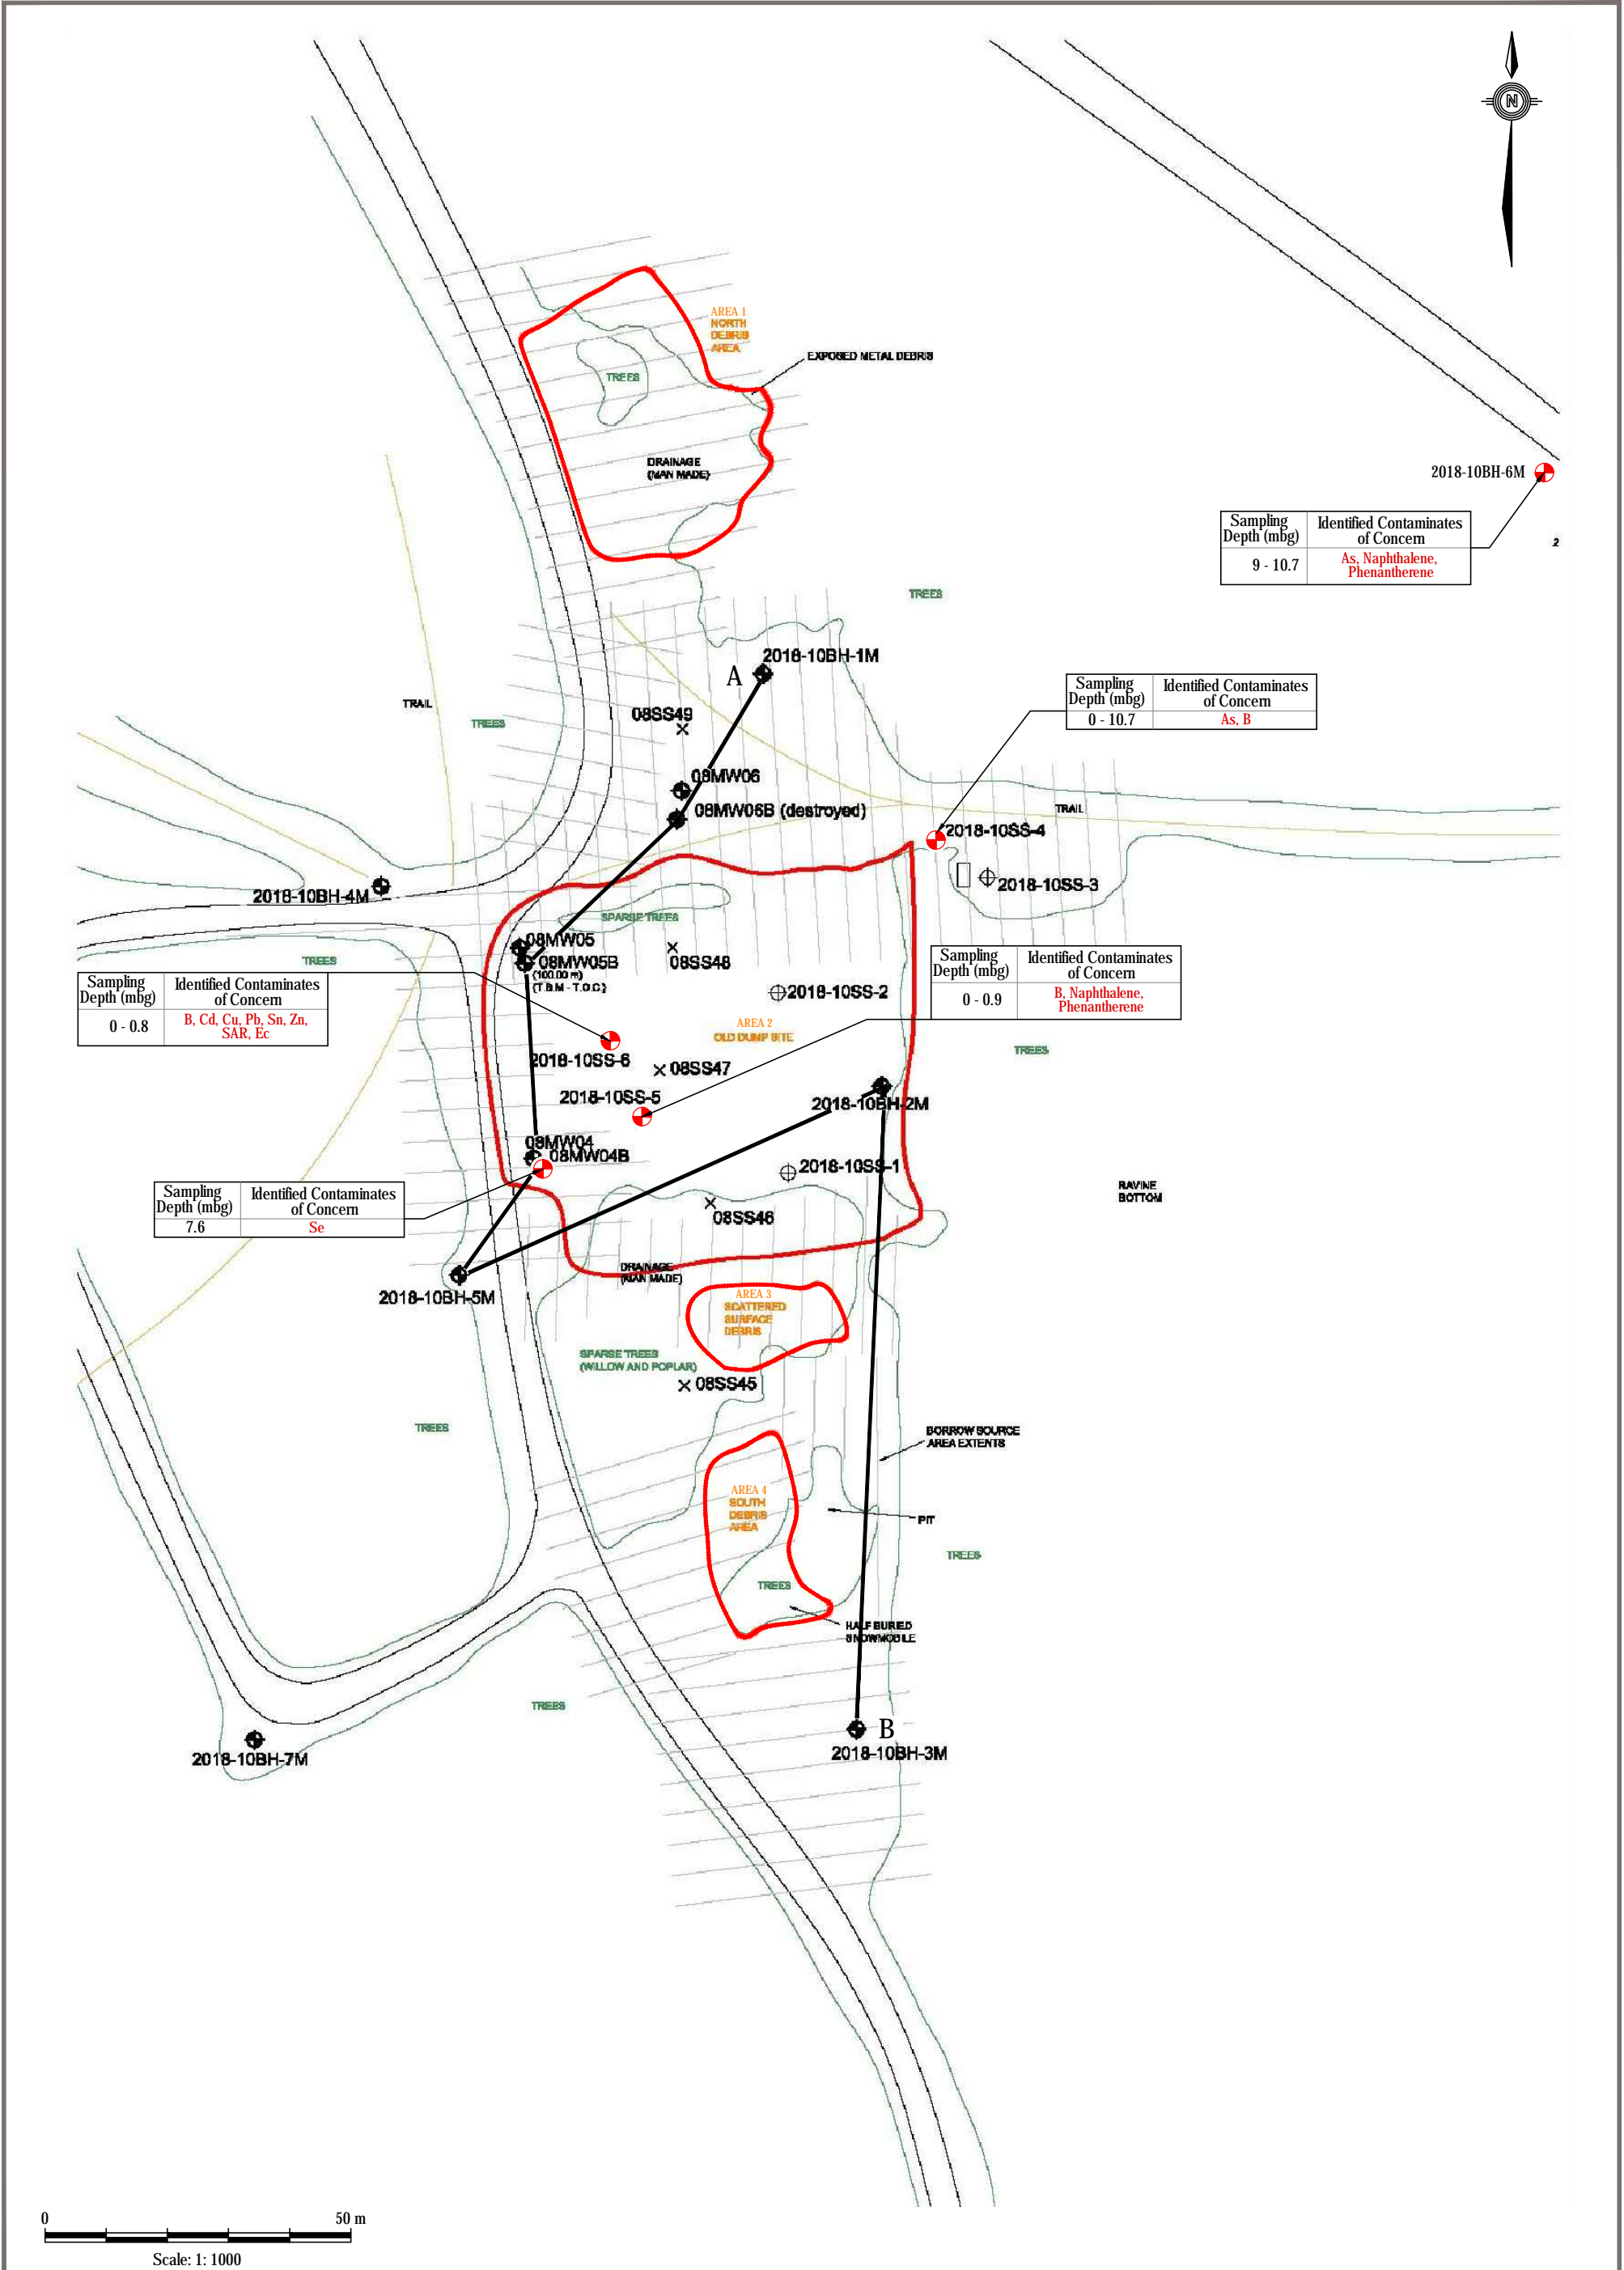 N
AREA 1
NORTH
DEBRIS
AREA
EXPOSED METAL DEBRIS
TREES
DRAINAGE
(MAN MADE)
2018-10BH-6M
Sampling Depth (mbg)
Identified Contaminates of Concern
9 - 10.7
As, Naphthalene,
Phenantherene
2
TREES
2018-10BH-1M
A
TRAIL
TREES
08SS49
Sampling Depth (mbg)
Identified Contaminates of Concern
0 - 10.7
As, B
08MW06
08MW06B (destroyed)
TRAIL
2018-10SS-4
2018-10SS-3
2018-10BH-4M
SPARSE TREES
08MW05
08MW05B
(100.00 m)
(T.B.M - T.O.C)
08SS48
TREES
Sampling Depth (mbg)
Identified Contaminates of Concern
0 - 0.8
B, Cd, Cu, Pb, Sn, Zn,
SAR, Ec
Sampling Depth (mbg)
Identified Contaminates of Concern
0 - 0.9
B, Naphthalene,
Phenantherene
2018-10SS-2
AREA 2
OLD DUMP SITE
TREES
2018-10SS-6
08SS47
2018-10SS-5
2018-10BH-2M
08MW04
08MW04B
2018-10SS-1
RAVINE
BOTTOM
Sampling Depth (mbg)
Identified Contaminates of Concern
7.6
Se
08SS46
DRAINAGE
(MAN MADE)
2018-10BH-5M
AREA 3
SCATTERED
SURFACE
DEBRIS
SPARSE TREES
(WILLOW AND POPLAR)
08SS45
TREES
BORROW SOURCE
AREA EXTENTS
AREA 4
SOUTH
DEBRIS
AREA
PIT
TREES
TREES
HALF BURIED
SNOWMOBILE
TREES
B
2018-10BH-3M
2018-10BH-7M
0 50 m
Scale: 1: 1000